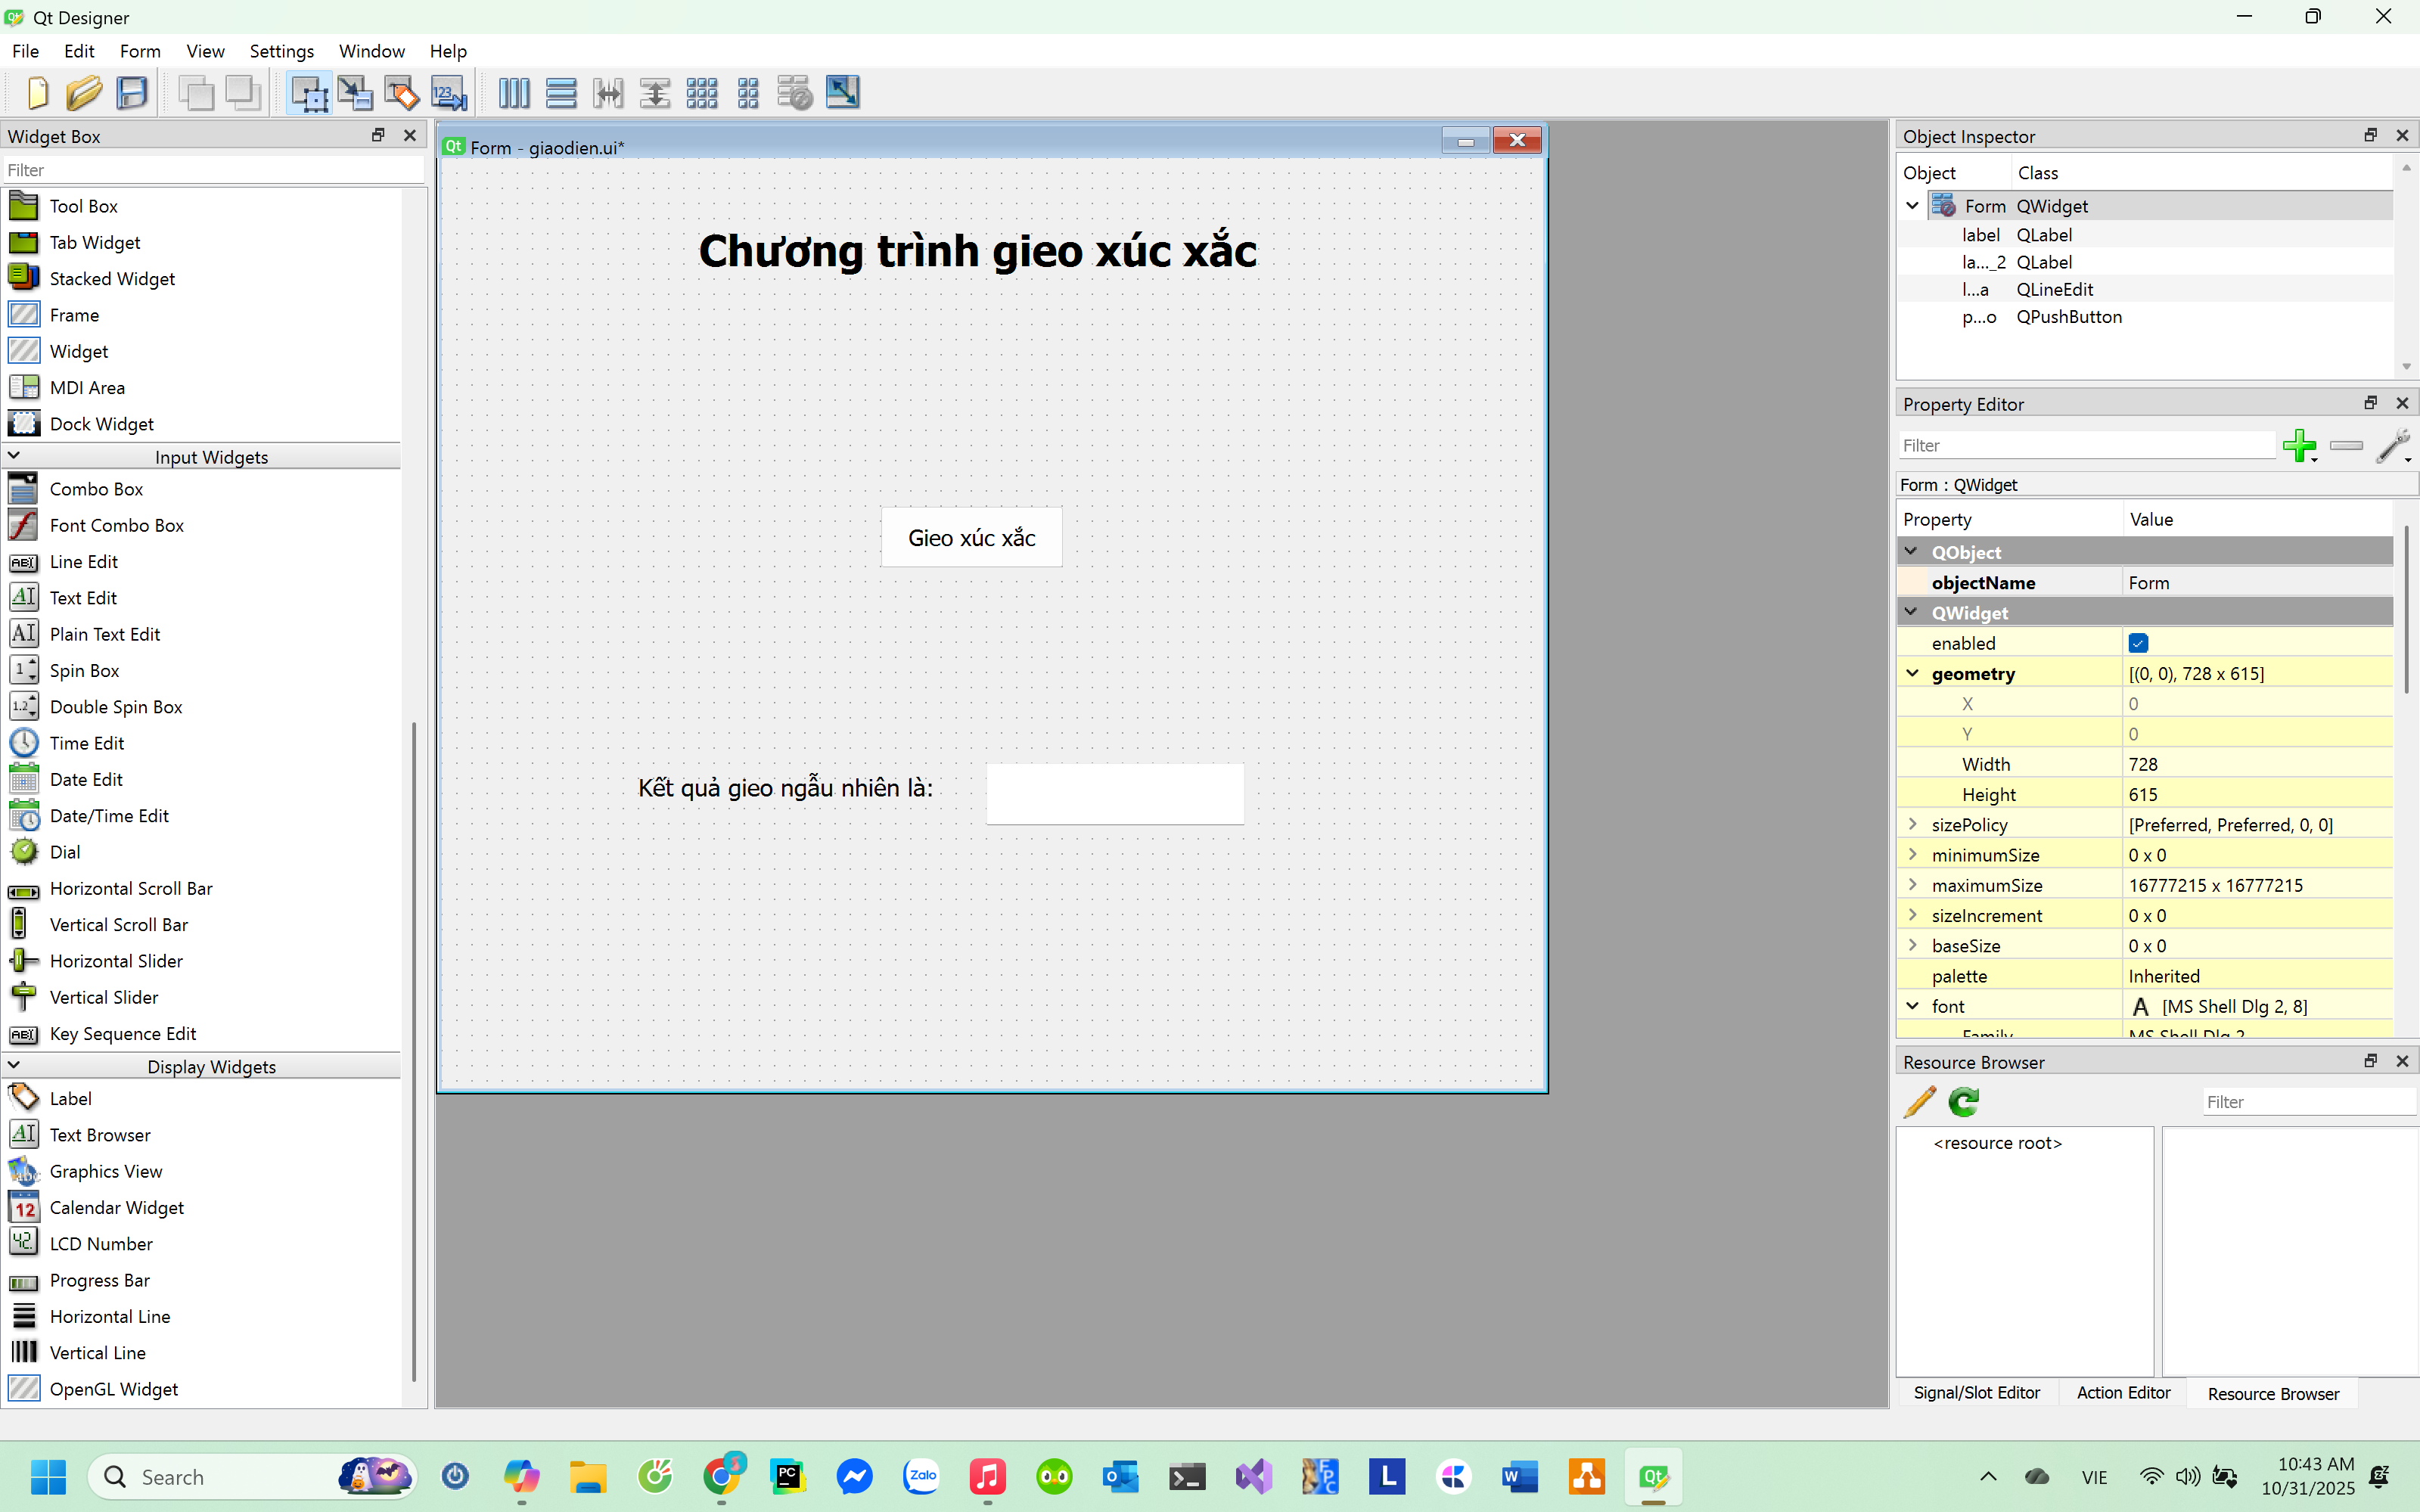 Qt Designer
File Edit Form View Settings Window Help
Widget Box
Filter
Tool Box
Tab Widget
Stacked Widget
Frame
Widget
MDI Area
Dock Widget
Input Widgets
Combo Box
Font Combo Box
Line Edit
Text Edit
Plain Text Edit
Spin Box
Double Spin Box
Time Edit
Date Edit
Date/Time Edit
Dial
Horizontal Scroll Bar
Vertical Scroll Bar
Horizontal Slider
Vertical Slider
Key Sequence Edit
Display Widgets
Label
Text Browser
Graphics View
Calendar Widget
LCD Number
Progress Bar
Horizontal Line
Vertical Line
OpenGL Widget
Form - giaodien.ui*
Chương trình gieo xúc xắc
Gieo xúc xắc
Kết quả gieo ngẫu nhiên là:
Object Inspector
Object Class
Form QWidget
label QLabel
la..._2 QLabel
l...a QLineEdit
p...o QPushButton
Property Editor
Filter
Form : QWidget
Property Value
QObject
objectName Form
QWidget
enabled
geometry [(0, 0), 728 x 615]
X 0
Y 0
Width 728
Height 615
sizePolicy [Preferred, Preferred, 0, 0]
minimumSize 0 x 0
maximumSize 16777215 x 16777215
sizeIncrement 0 x 0
baseSize 0 x 0
palette Inherited
font A [MS Shell Dlg 2, 8]
Family MS Shell Dlg 2
Resource Browser
Filter
<resource root>
Signal/Slot Editor Action Editor Resource Browser
Search
VIE
10:43 AM
10/31/2025